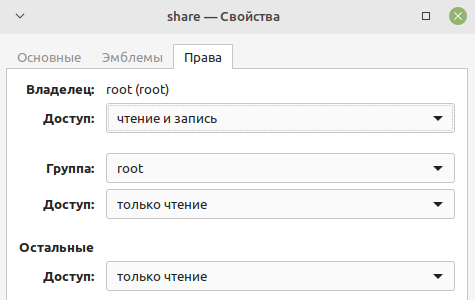 share — Свойства
Основные Эмблемы Права
Владелец: root (root)
Доступ: чтение и запись
Группа: root
Доступ: только чтение
Остальные
Доступ: только чтение